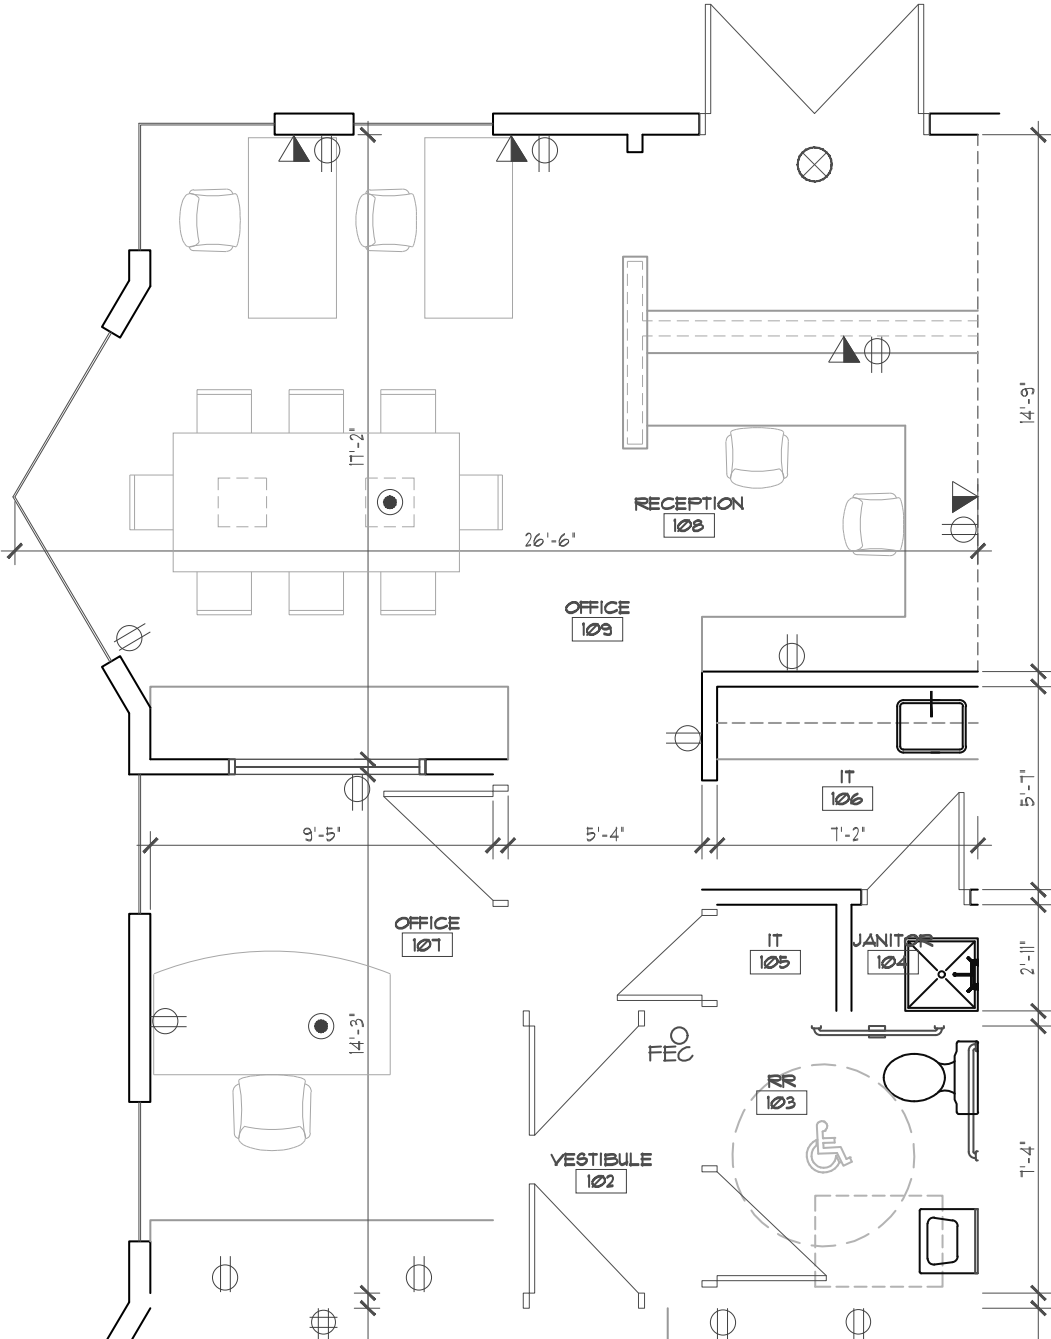 14'-9"
17'-2"
RECEPTION
108
26'-6"
OFFICE
109
IT
106
5'-7"
9'-5"
5'-4"
7'-2"
OFFICE
107
IT
105
JANITOR
104
2'-11"
14'-3"
FEC
RR
103
VESTIBULE
102
7'-4"